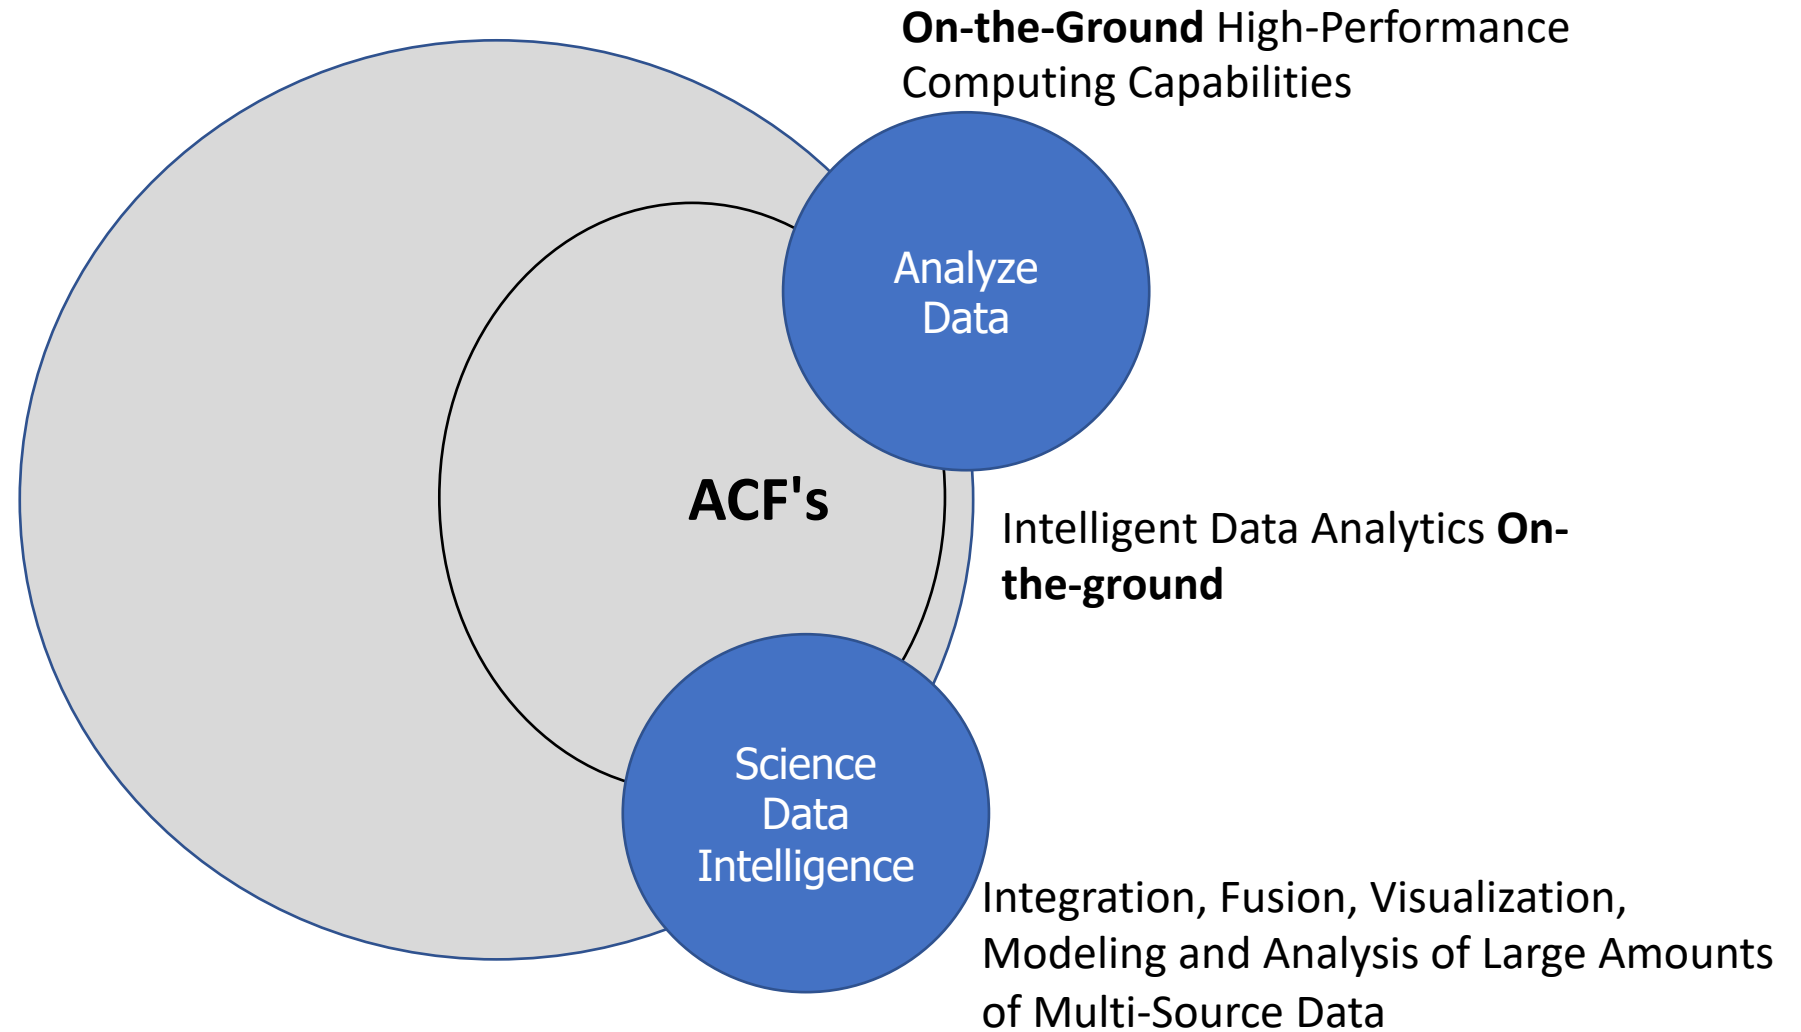 On-the-Ground High-Performance
Computing Capabilities
Analyze
Data
ACF's
Intelligent Data Analytics On-
the-ground
Science
Data
Intelligence
Integration, Fusion, Visualization,
Modeling and Analysis of Large Amounts
of Multi-Source Data